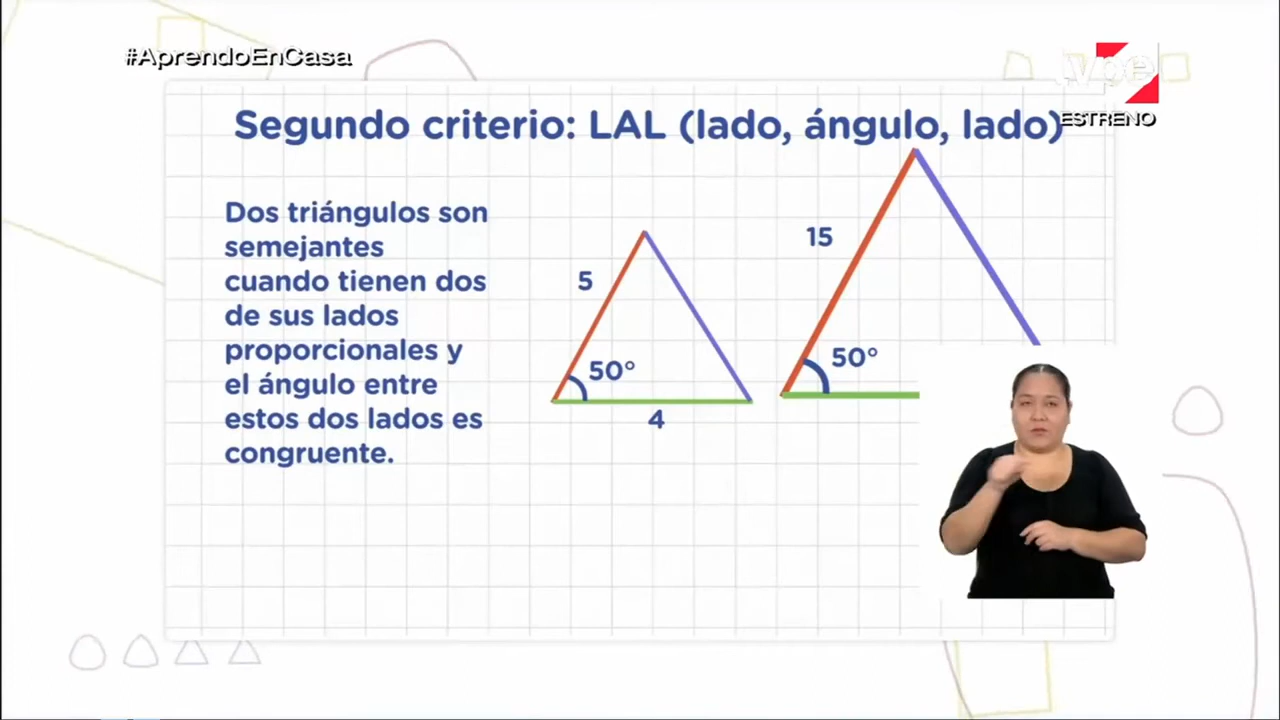 #AprendoEnCasa
tvpe
ESTRENO
Segundo criterio: LAL (lado, ángulo, lado)
Dos triángulos son
semejantes
cuando tienen dos
de sus lados
proporcionales y
el ángulo entre
estos dos lados es
congruente.
5
50°
4
15
50°